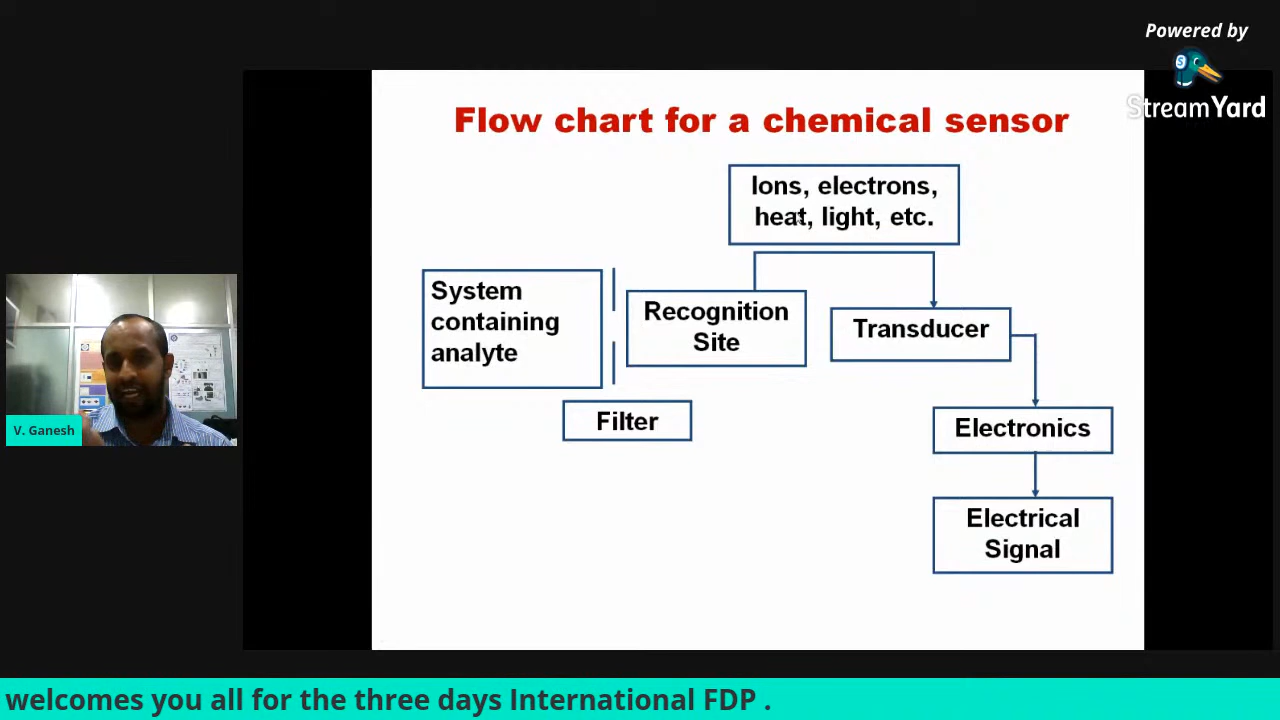 Powered by
StreamYard
Flow chart for a chemical sensor
Ions, electrons,
heat, light, etc.
System
containing
analyte
Recognition
Site
Transducer
Filter
Electronics
Electrical
Signal
V. Ganesh
welcomes you all for the three days International FDP .